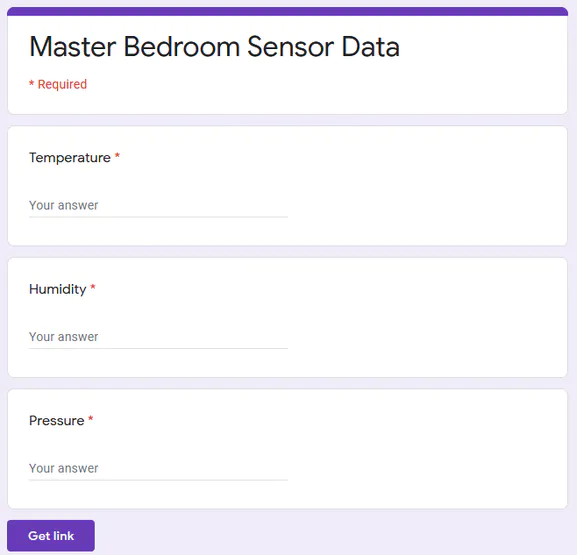 Master Bedroom Sensor Data
* Required
Temperature *
Your answer
Humidity *
Your answer
Pressure *
Your answer
Get link